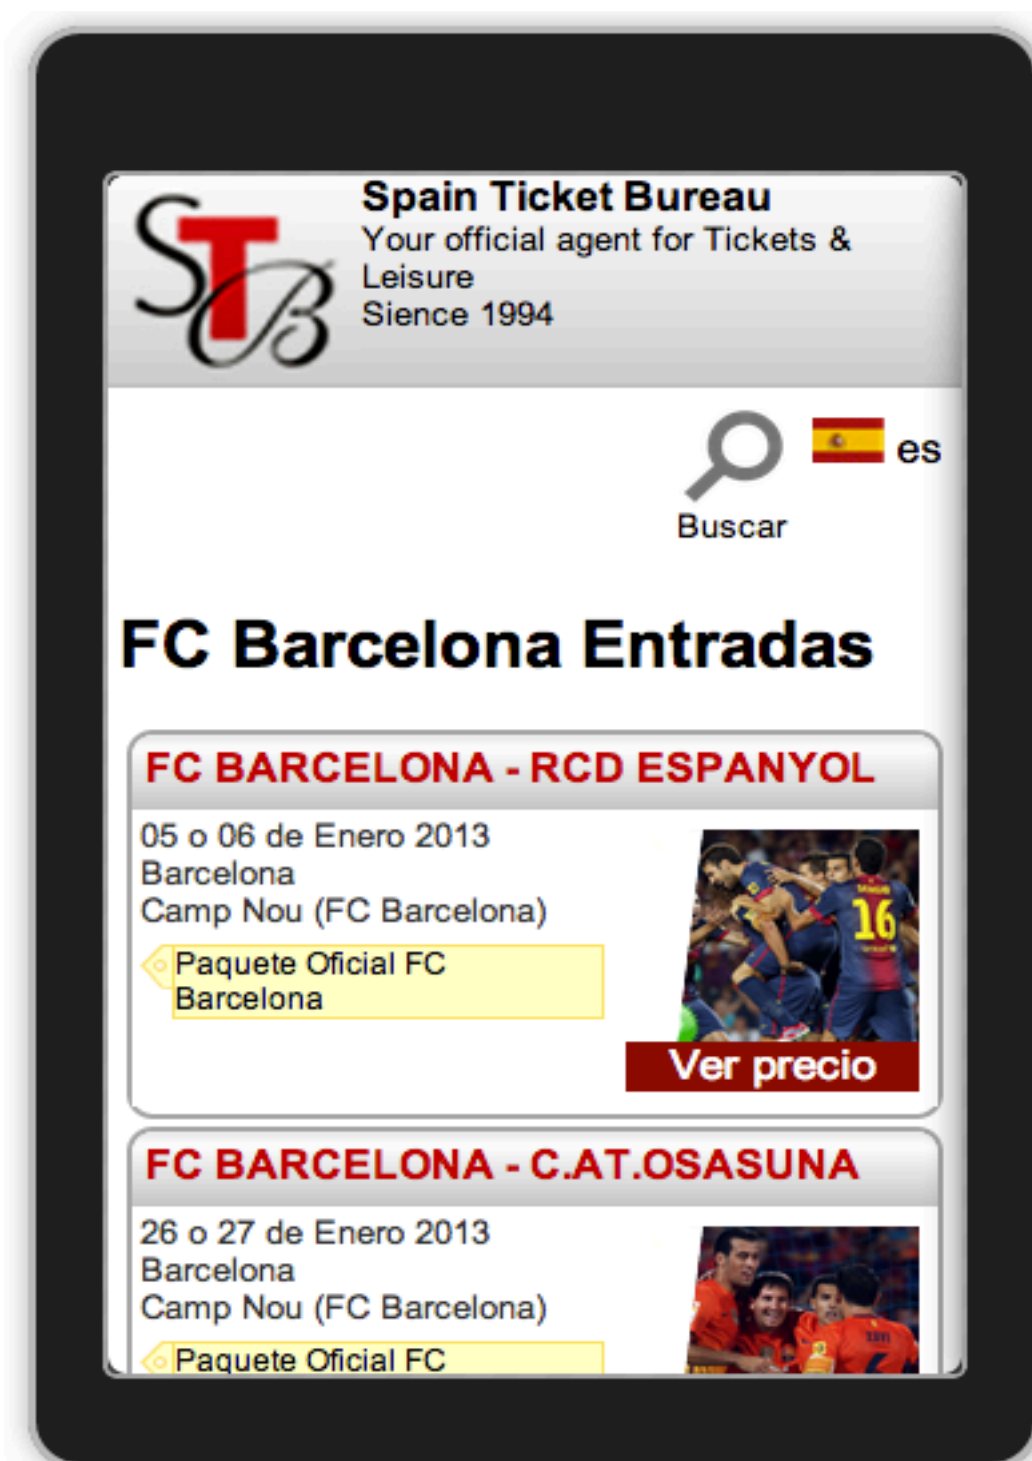 STB
Spain Ticket Bureau
Your official agent for Tickets &
Leisure
Sience 1994
es
Buscar
FC Barcelona Entradas
FC BARCELONA - RCD ESPANYOL
05 o 06 de Enero 2013
Barcelona
Camp Nou (FC Barcelona)
Paquete Oficial FC
Barcelona
16
Ver precio
FC BARCELONA - C.AT.OSASUNA
26 o 27 de Enero 2013
Barcelona
Camp Nou (FC Barcelona)
Paquete Oficial FC